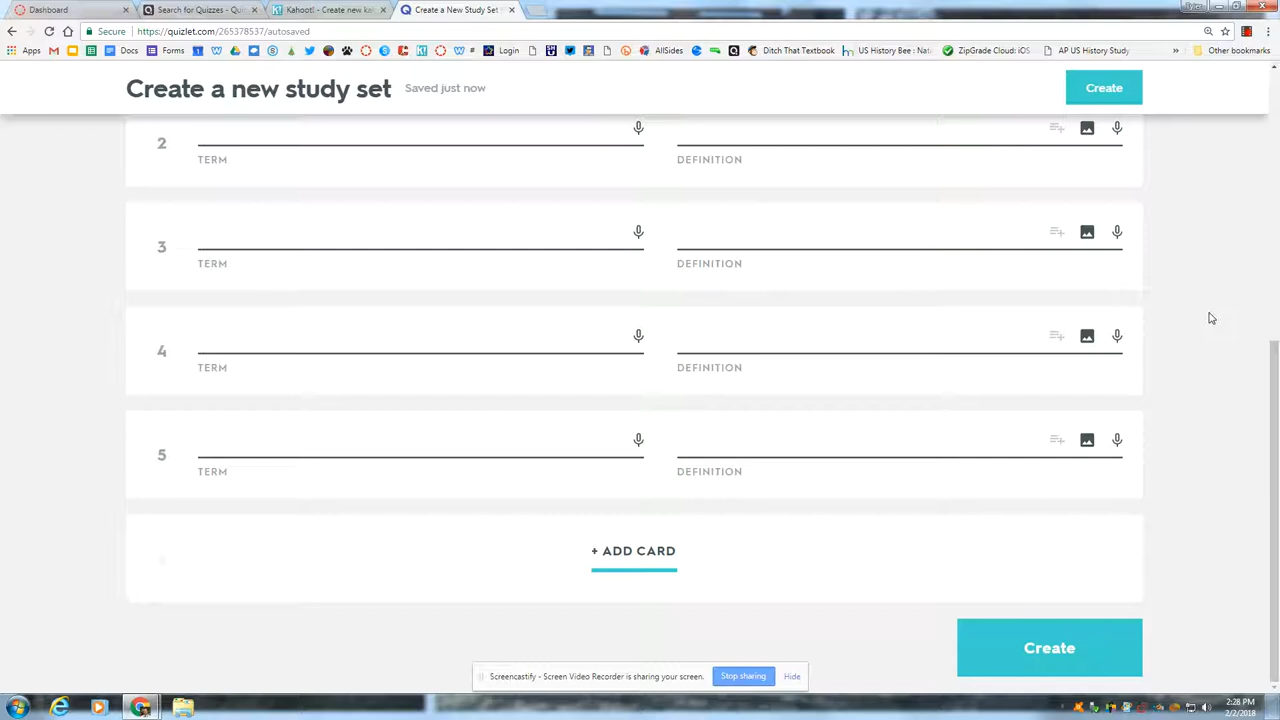 Dashboard
Search for Quizzes - Qui
Kahoot! - Create new ka
Create a New Study Set
Secure
https://quizlet.com/265378537/autosaved
Apps
Docs
Forms
Login
AllSides
Ditch That Textbook
US History Bee : Nati
ZipGrade Cloud: iOS
AP US History Study
»
Other bookmarks
Create a new study set
Saved just now
Create
2
TERM
DEFINITION
3
TERM
DEFINITION
4
TERM
DEFINITION
5
TERM
DEFINITION
+ ADD CARD
Create
Screencastify - Screen Video Recorder is sharing your screen.
Stop sharing
Hide
2:28 PM
2/2/2018